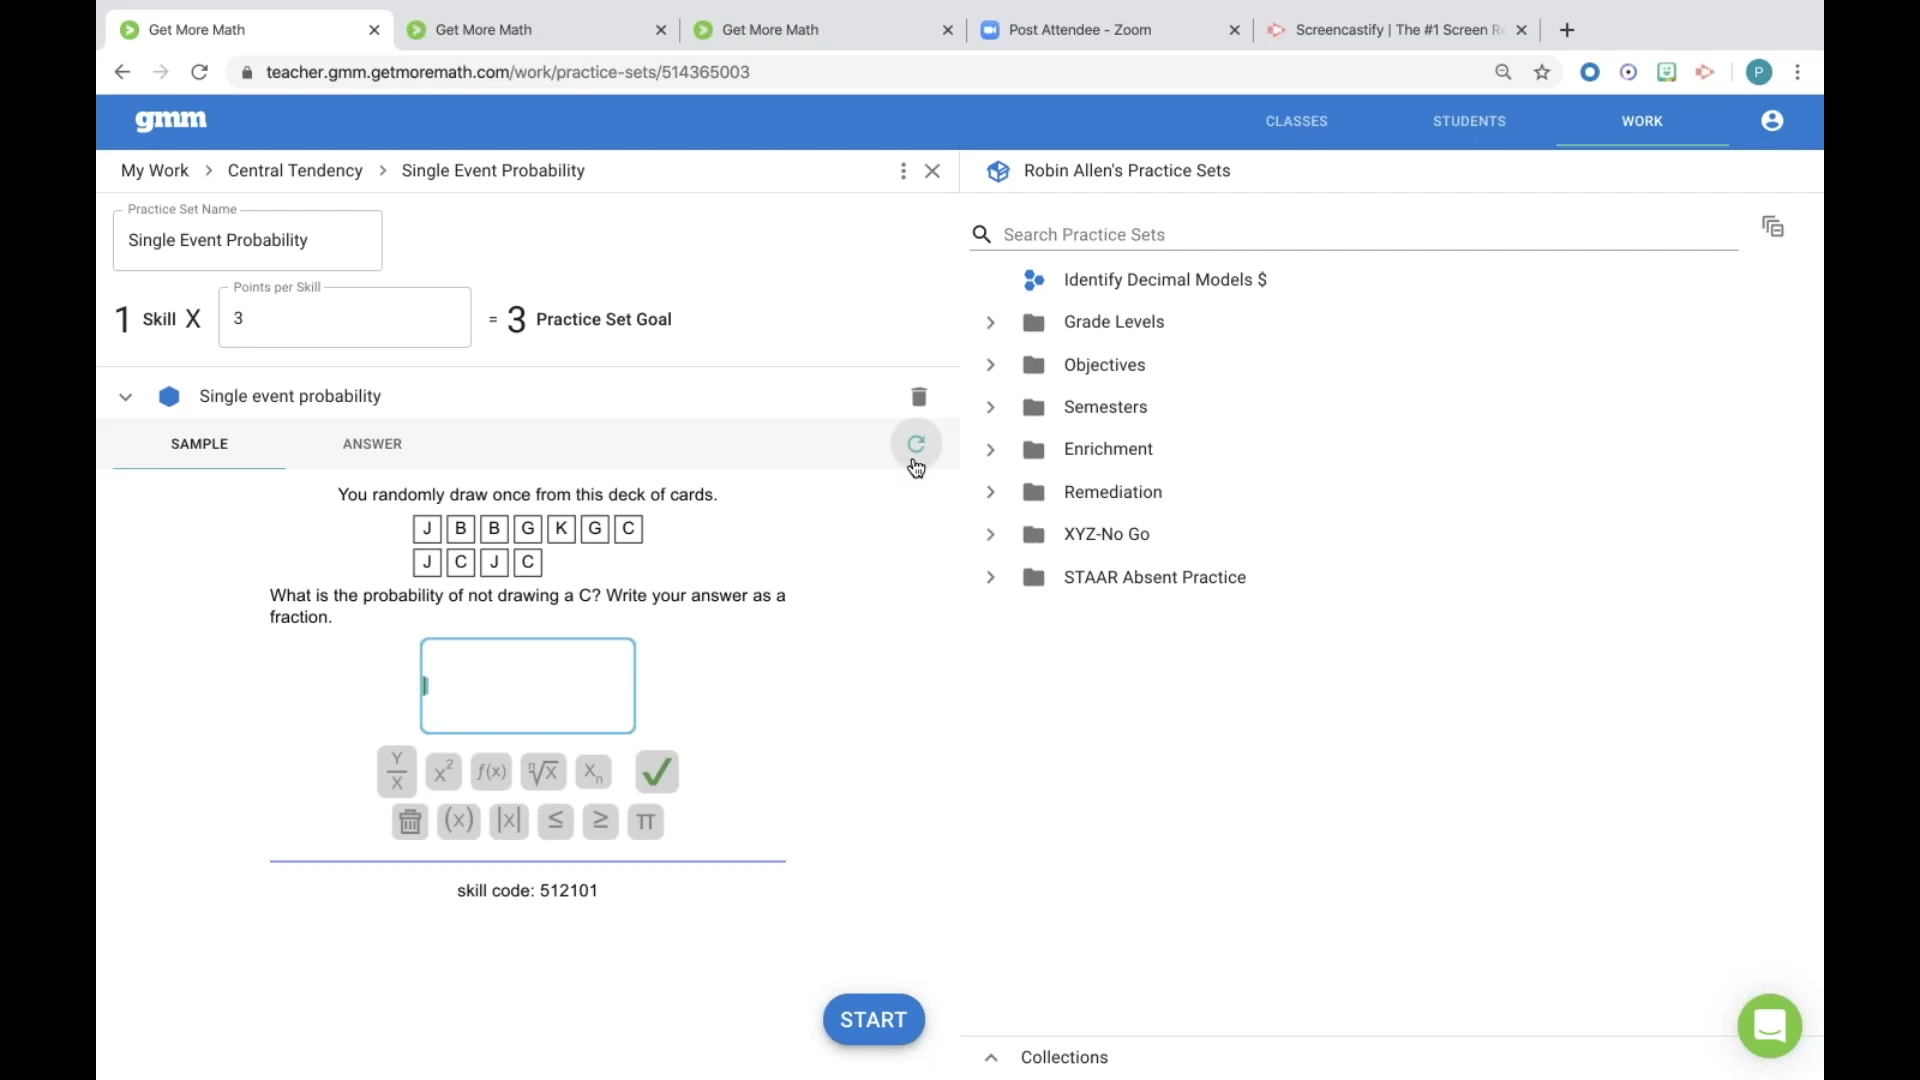 Get More Math
Get More Math
Get More Math
Post Attendee - Zoom
Screencastify | The #1 Screen Re
teacher.gmm.getmoremath.com/work/practice-sets/514365003
P
gmm
CLASSES
STUDENTS
WORK
My Work > Central Tendency > Single Event Probability
Robin Allen's Practice Sets
Practice Set Name
Single Event Probability
Search Practice Sets
Points per Skill
1 Skill X 3 = 3 Practice Set Goal
Identify Decimal Models $
Grade Levels
Objectives
Semesters
Enrichment
Remediation
XYZ-No Go
STAAR Absent Practice
Single event probability
SAMPLE
ANSWER
You randomly draw once from this deck of cards.
J B B G K G C
J C J C
What is the probability of not drawing a C? Write your answer as a
fraction.
Y/X x² f(x) ⁿ√x Xₙ
(x) |x| ≤ ≥ π
skill code: 512101
START
Collections